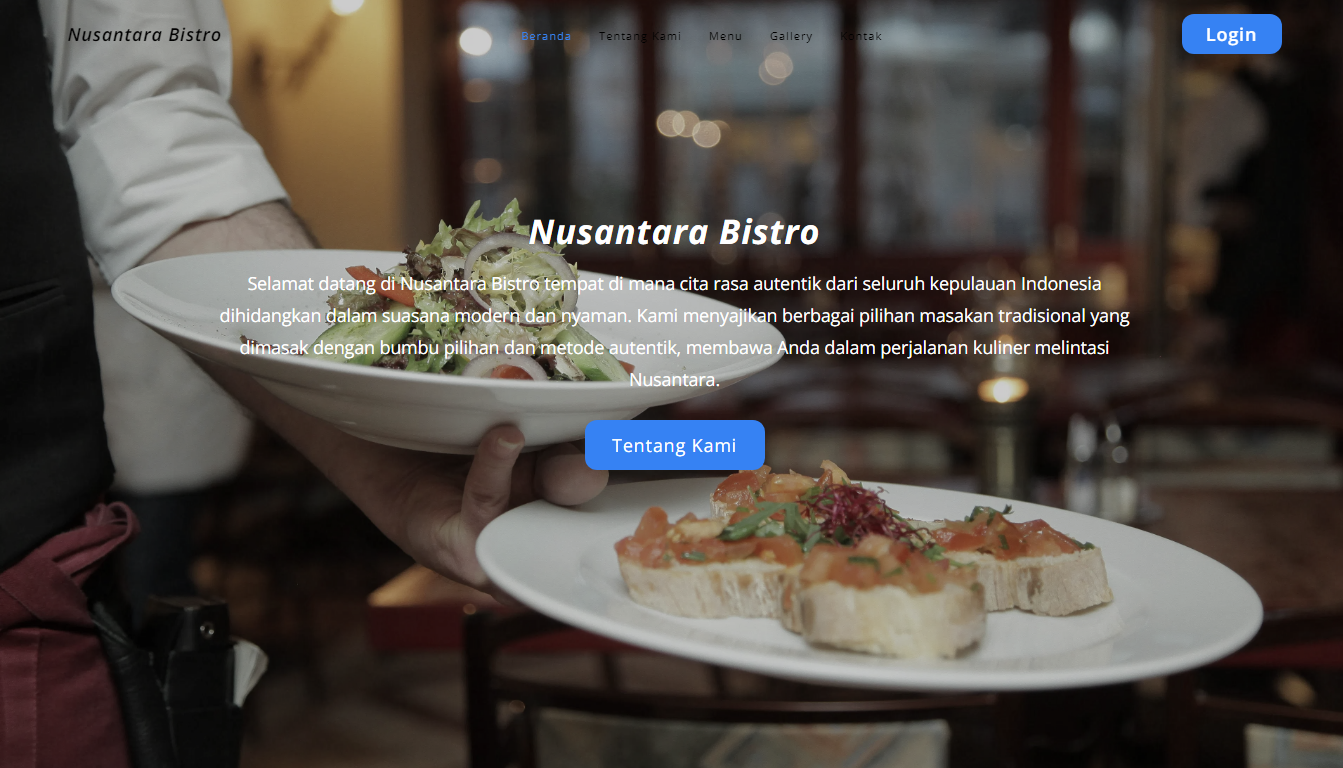 Nusantara Bistro
Beranda Tentang Kami Menu Gallery Kontak
Login
Nusantara Bistro
Selamat datang di Nusantara Bistro tempat di mana cita rasa autentik dari seluruh kepulauan Indonesia
dihidangkan dalam suasana modern dan nyaman. Kami menyajikan berbagai pilihan masakan tradisional yang
dimasak dengan bumbu pilihan dan metode autentik, membawa Anda dalam perjalanan kuliner melintasi
Nusantara.
Tentang Kami